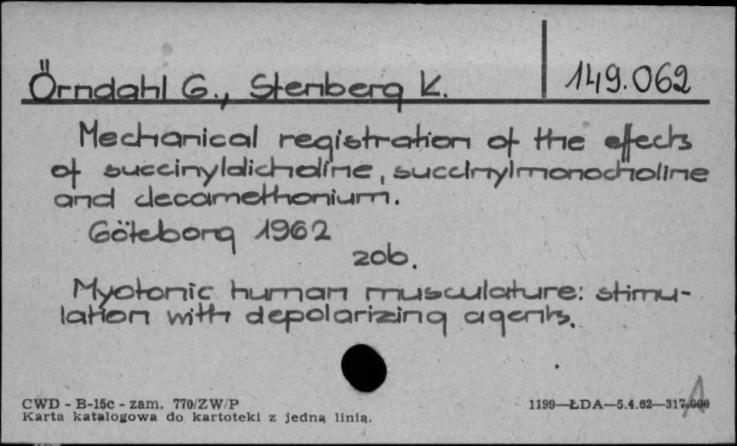 Örndahl G., Stenberg K. 149.062
Mechanical registration of the effects
of succinyldicholine, succinylmonocholine
and decamethonium.
Göteborg 1962
zob.
Myotonic human musculature: stimu-
lation with depolarizing agents.
CWD - B-15c - zam. 770/ZW/P 1199—ŁDA—5.4.62—317.000
Karta katalogowa do kartoteki z jedną linią.